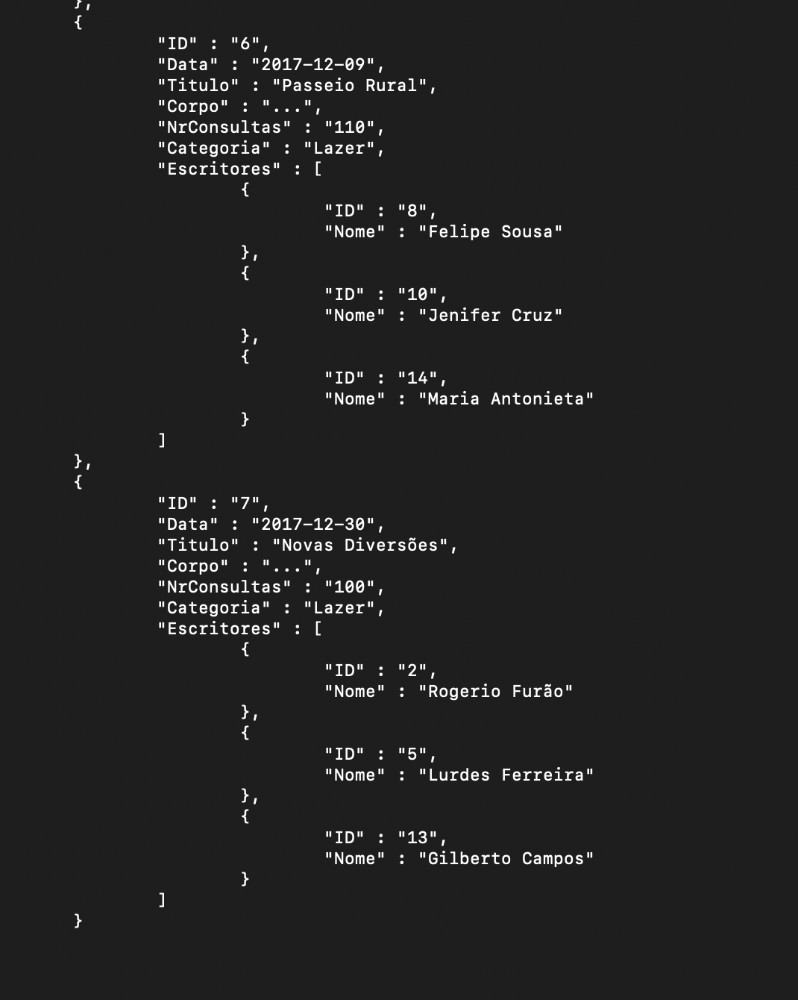 },
{
"ID" : "6",
"Data" : "2017-12-09",
"Titulo" : "Passeio Rural",
"Corpo" : "...",
"NrConsultas" : "110",
"Categoria" : "Lazer",
"Escritores" : [
{
"ID" : "8",
"Nome" : "Felipe Sousa"
},
{
"ID" : "10",
"Nome" : "Jenifer Cruz"
},
{
"ID" : "14",
"Nome" : "Maria Antonieta"
}
]
},
{
"ID" : "7",
"Data" : "2017-12-30",
"Titulo" : "Novas Diversões",
"Corpo" : "...",
"NrConsultas" : "100",
"Categoria" : "Lazer",
"Escritores" : [
{
"ID" : "2",
"Nome" : "Rogerio Furão"
},
{
"ID" : "5",
"Nome" : "Lurdes Ferreira"
},
{
"ID" : "13",
"Nome" : "Gilberto Campos"
}
]
}